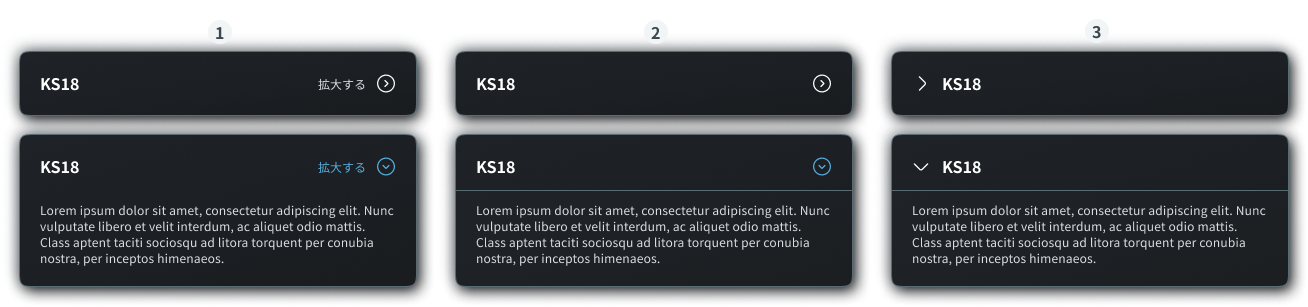 1
KS18 拡大する
KS18 拡大する
Lorem ipsum dolor sit amet, consectetur adipiscing elit. Nunc
vulputate libero et velit interdum, ac aliquet odio mattis.
Class aptent taciti sociosqu ad litora torquent per conubia
nostra, per inceptos himenaeos.
2
KS18
KS18
Lorem ipsum dolor sit amet, consectetur adipiscing elit. Nunc
vulputate libero et velit interdum, ac aliquet odio mattis.
Class aptent taciti sociosqu ad litora torquent per conubia
nostra, per inceptos himenaeos.
3
KS18
KS18
Lorem ipsum dolor sit amet, consectetur adipiscing elit. Nunc
vulputate libero et velit interdum, ac aliquet odio mattis.
Class aptent taciti sociosqu ad litora torquent per conubia
nostra, per inceptos himenaeos.